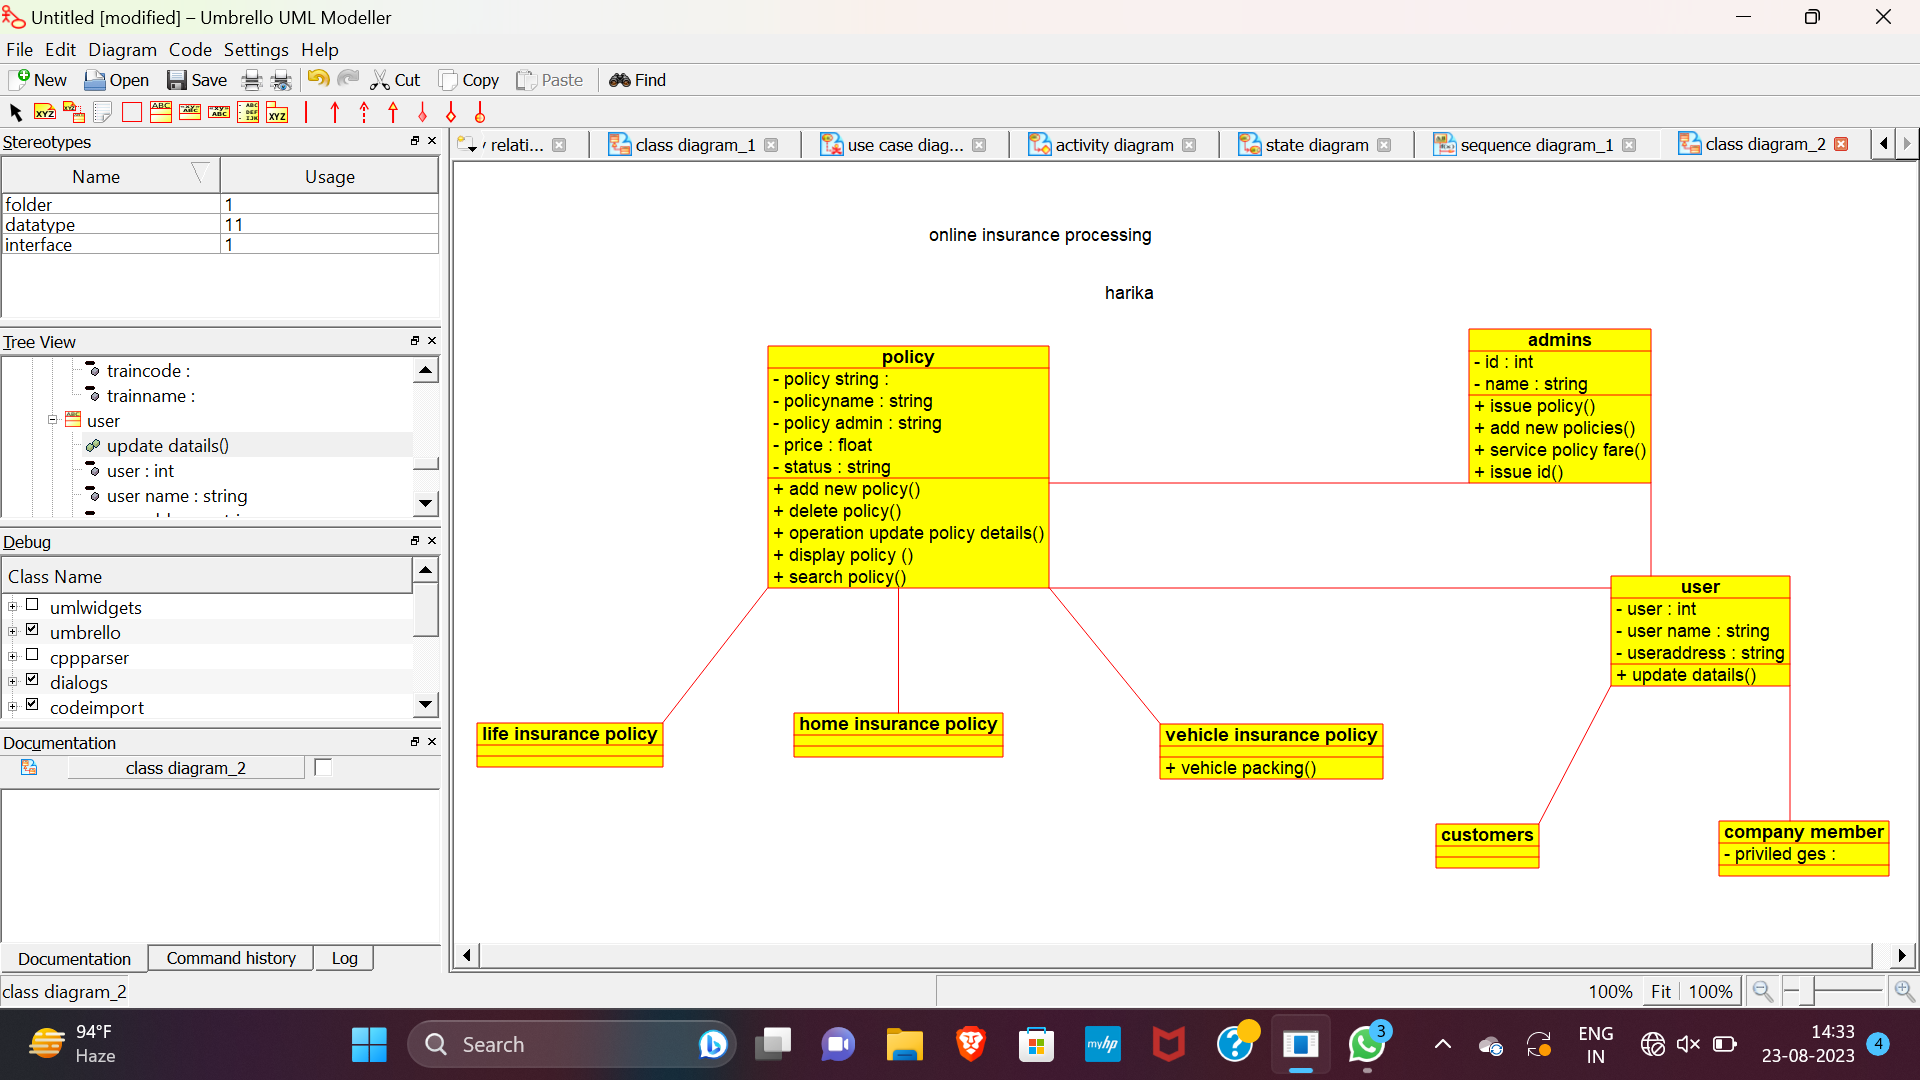 Untitled [modified] – Umbrello UML Modeller
File Edit Diagram Code Settings Help
New Open Save Cut Copy Paste Find
Stereotypes
Name Usage
folder 1
datatype 11
interface 1
Tree View
traincode :
trainname :
user
update datails()
user : int
user name : string
Debug
Class Name
umlwidgets
umbrello
cppparser
dialogs
codeimport
Documentation
class diagram_2
Documentation Command history Log
class diagram_2
y relati... class diagram_1 use case diag... activity diagram state diagram sequence diagram_1 class diagram_2
online insurance processing
harika
policy
- policy string :
- policyname : string
- policy admin : string
- price : float
- status : string
+ add new policy()
+ delete policy()
+ operation update policy details()
+ display policy ()
+ search policy()
admins
- id : int
- name : string
+ issue policy()
+ add new policies()
+ service policy fare()
+ issue id()
user
- user : int
- user name : string
- useraddress : string
+ update datails()
life insurance policy
home insurance policy
vehicle insurance policy
+ vehicle packing()
customers
company member
- priviled ges :
100% Fit 100%
94°F
Haze
Search
myhp
3
ENG
IN
14:33
23-08-2023
4